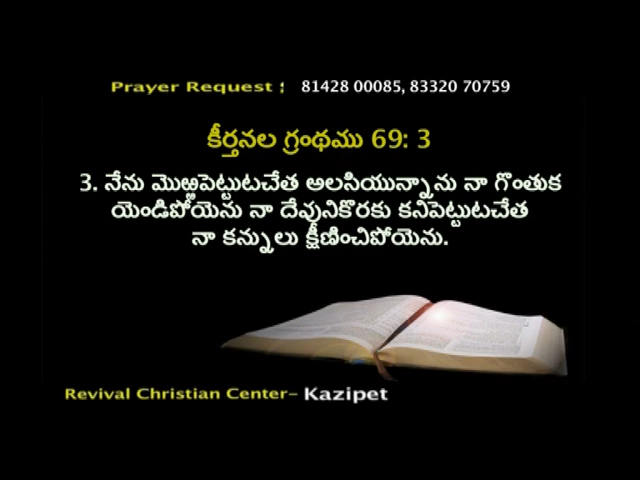 Prayer Request ; 81428 00085, 83320 70759
కీర్తనల గ్రంథము 69: 3
3. నేను మొఱ్ఱపెట్టుటచేత అలసియున్నాను నా గొంతుక
యెండిపోయెను నా దేవునికొరకు కనిపెట్టుటచేత
నా కన్నులు క్షీణించిపోయెను.
Revival Christian Center- Kazipet